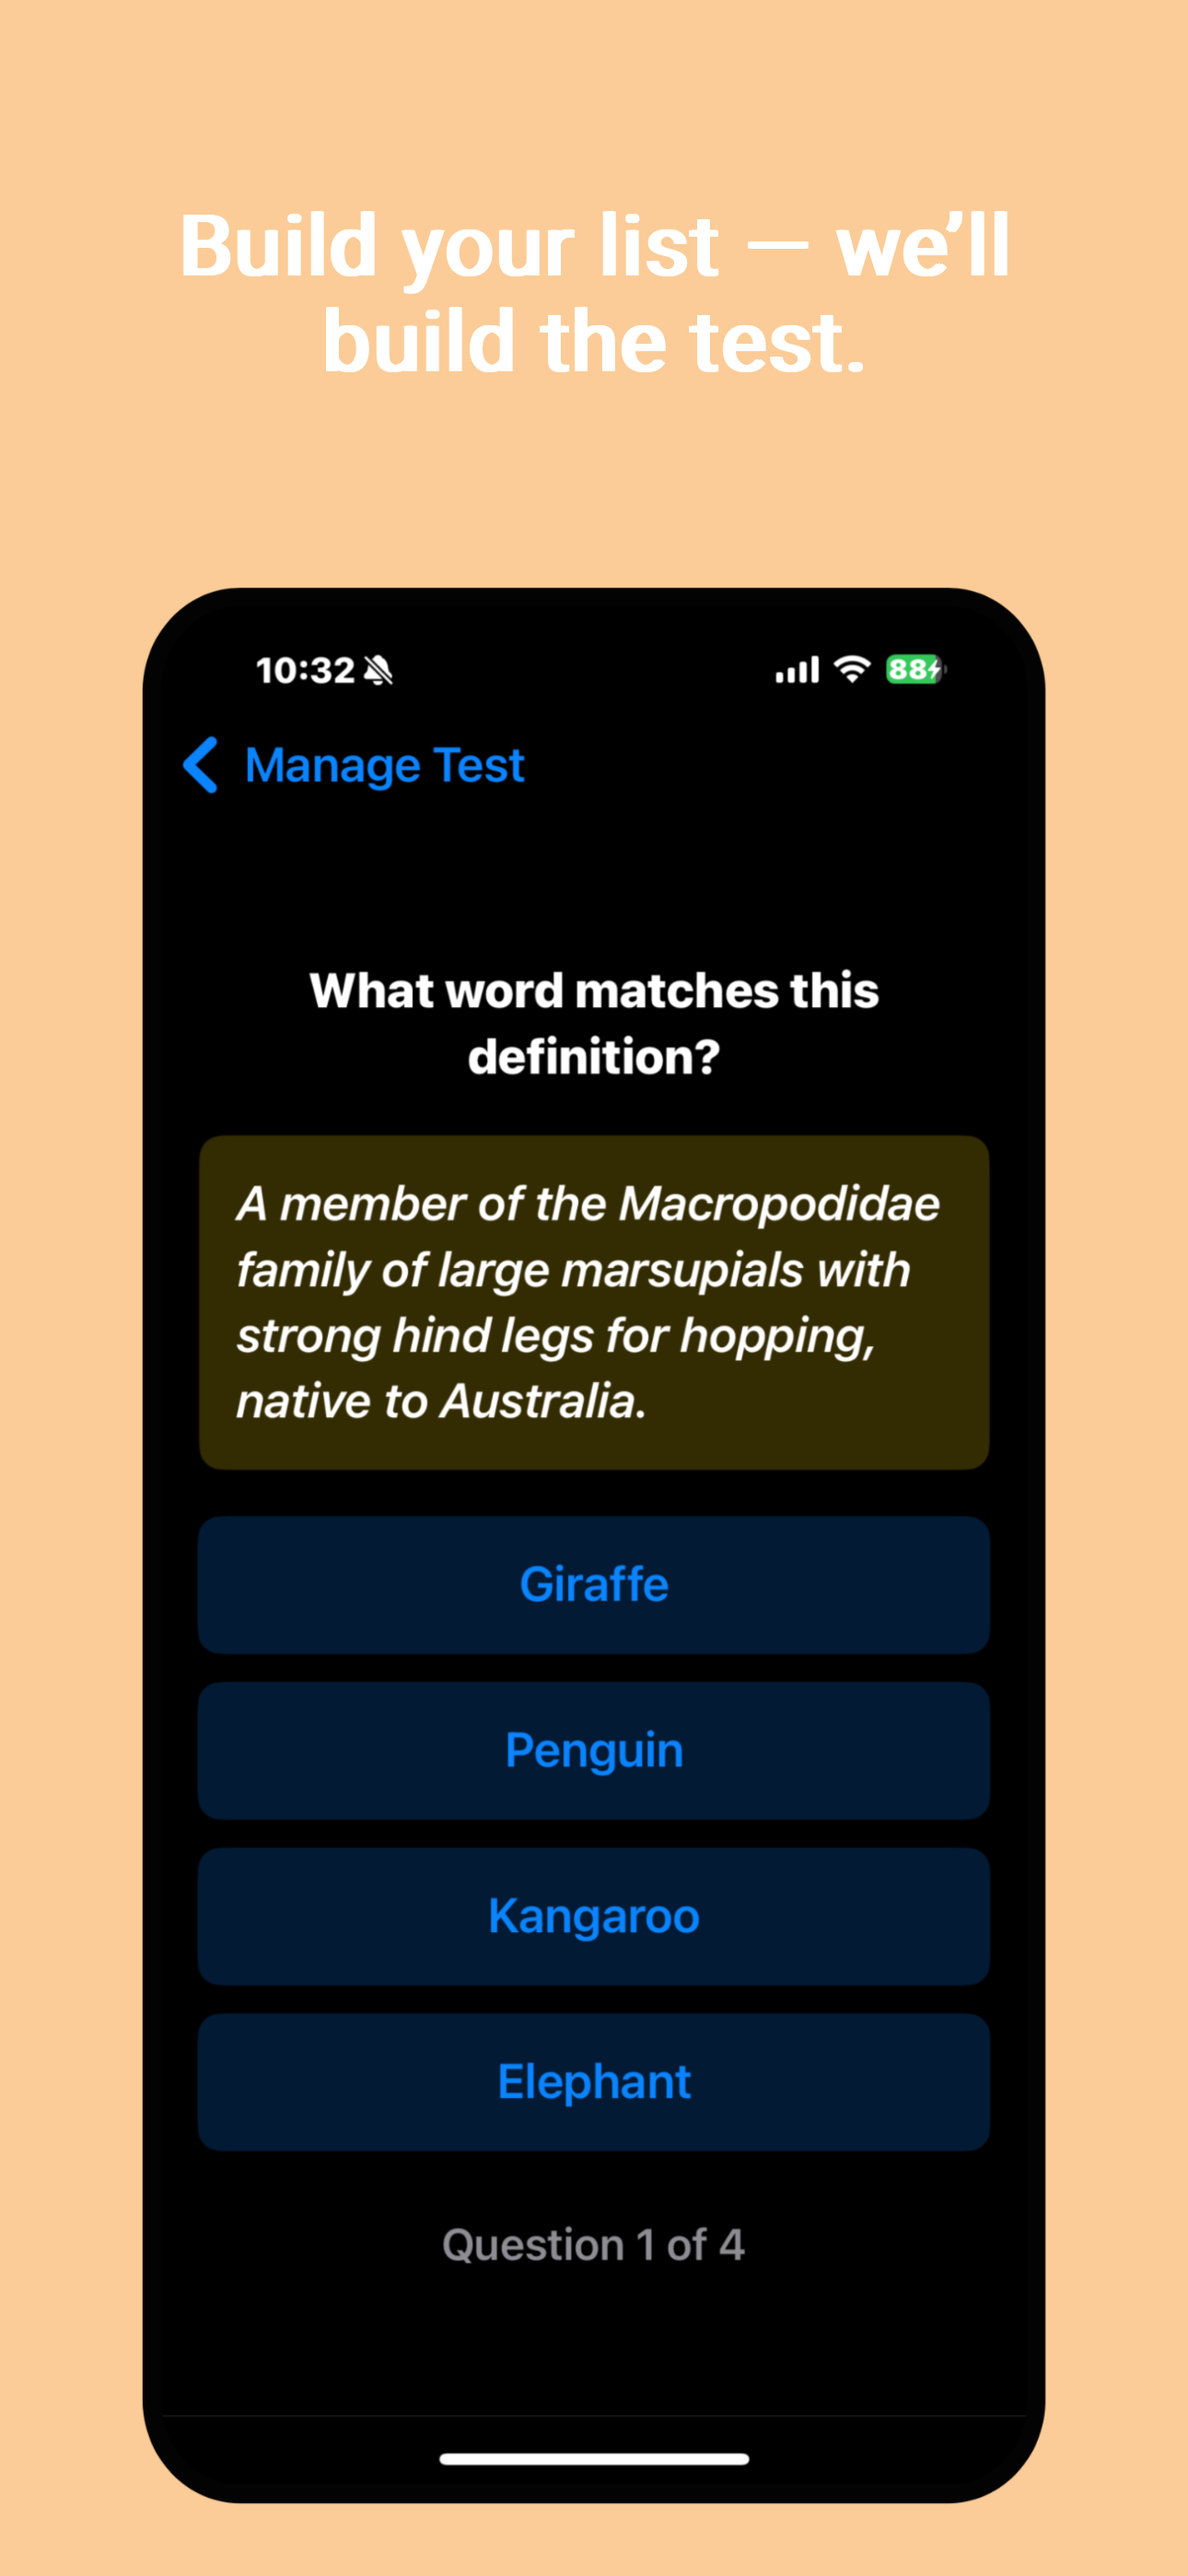 Build your list — we’ll
build the test.
10:32
88
Manage Test
What word matches this
definition?
A member of the Macropodidae
family of large marsupials with
strong hind legs for hopping,
native to Australia.
Giraffe
Penguin
Kangaroo
Elephant
Question 1 of 4